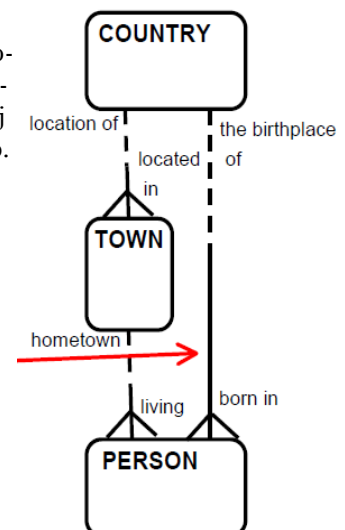 COUNTRY
location of
the birthplace
located of
in
TOWN
hometown
living
born in
PERSON